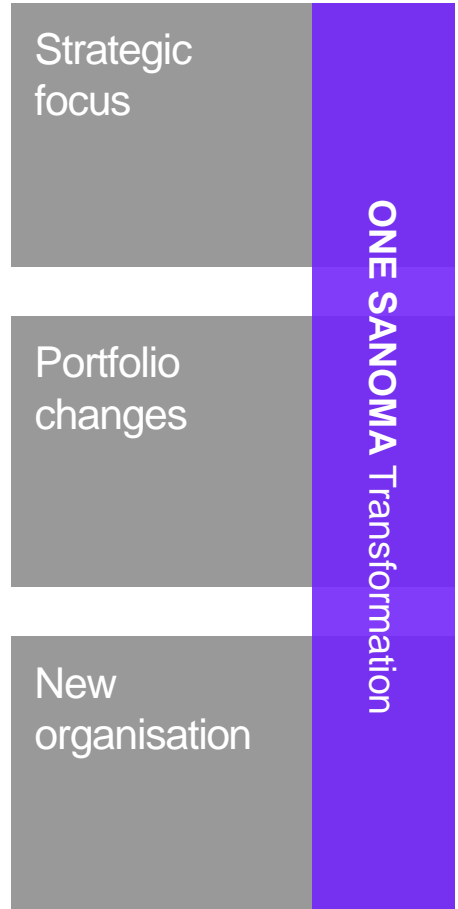 Strategic
focus
Portfolio
changes
New
organisation
ONE SANOMA Transformation